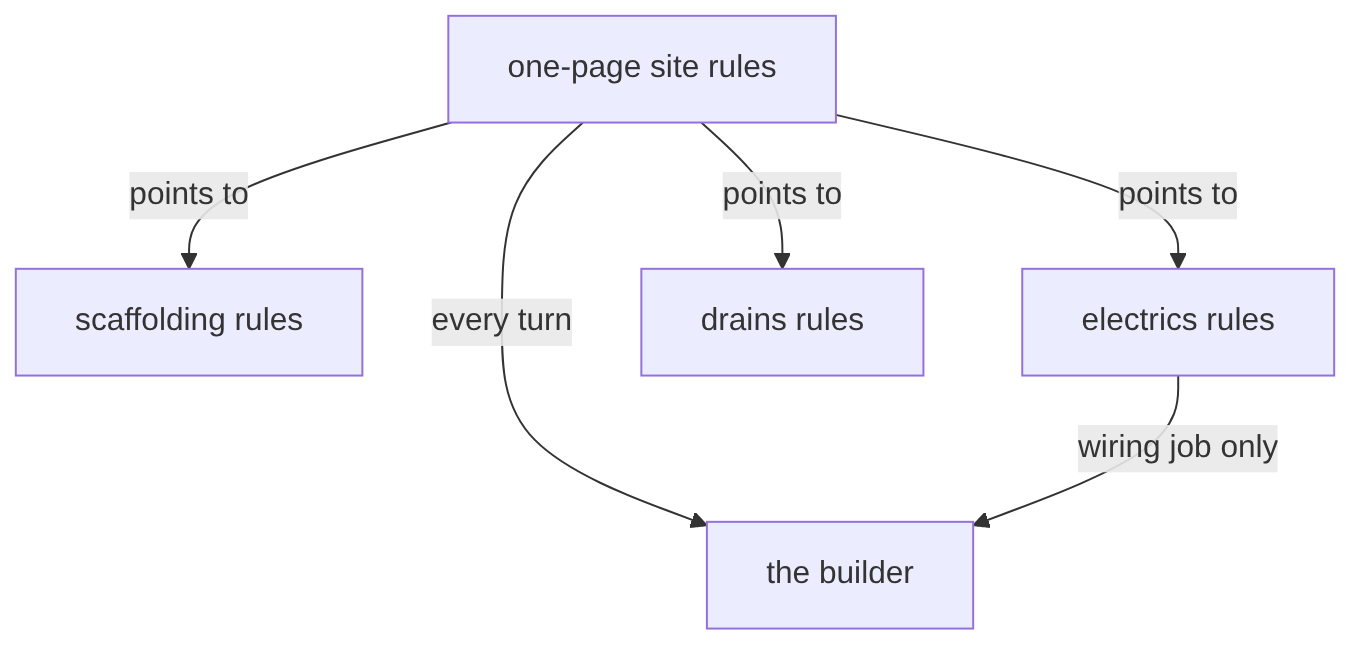 one-page site rules
points to
points to
points to
scaffolding rules
every turn
drains rules
electrics rules
wiring job only
the builder